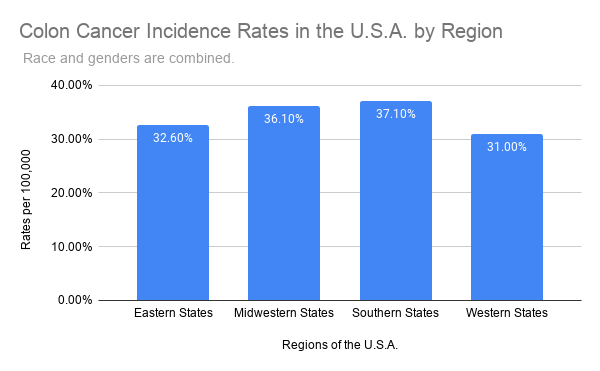 Colon Cancer Incidence Rates in the U.S.A. by Region
Race and genders are combined.
Rates per 100,000
40.00%
30.00%
20.00%
10.00%
0.00%
32.60%
36.10%
37.10%
31.00%
Eastern States
Midwestern States
Southern States
Western States
Regions of the U.S.A.